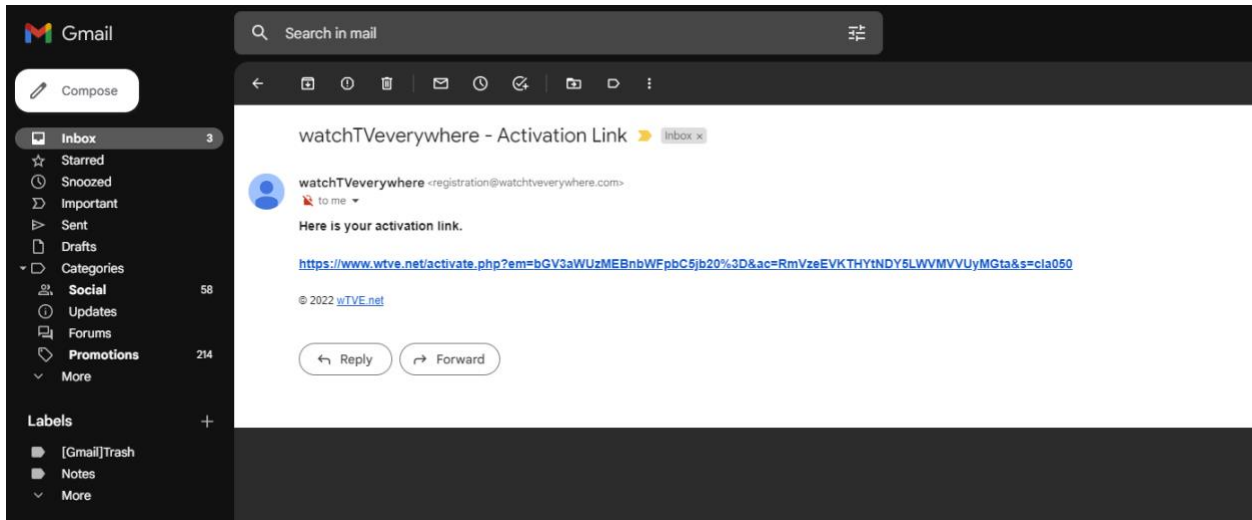 Gmail
Search in mail
Compose
Inbox 3
Starred
Snoozed
Important
Sent
Drafts
Categories
Social 58
Updates
Forums
Promotions 214
More
Labels
[Gmail]Trash
Notes
More
watchTVeverywhere - Activation Link Inbox x
watchTVeverywhere <registration@watchtveverywhere.com>
to me
Here is your activation link.
https://www.wtve.net/activate.php?em=bGV3aWUzMEBnbWFpbC5jb20%3D&ac=RmVzeEVKTHYtNDY5LWVMVVUyMGta&s=cla050
© 2022 wTVE.net
Reply
Forward